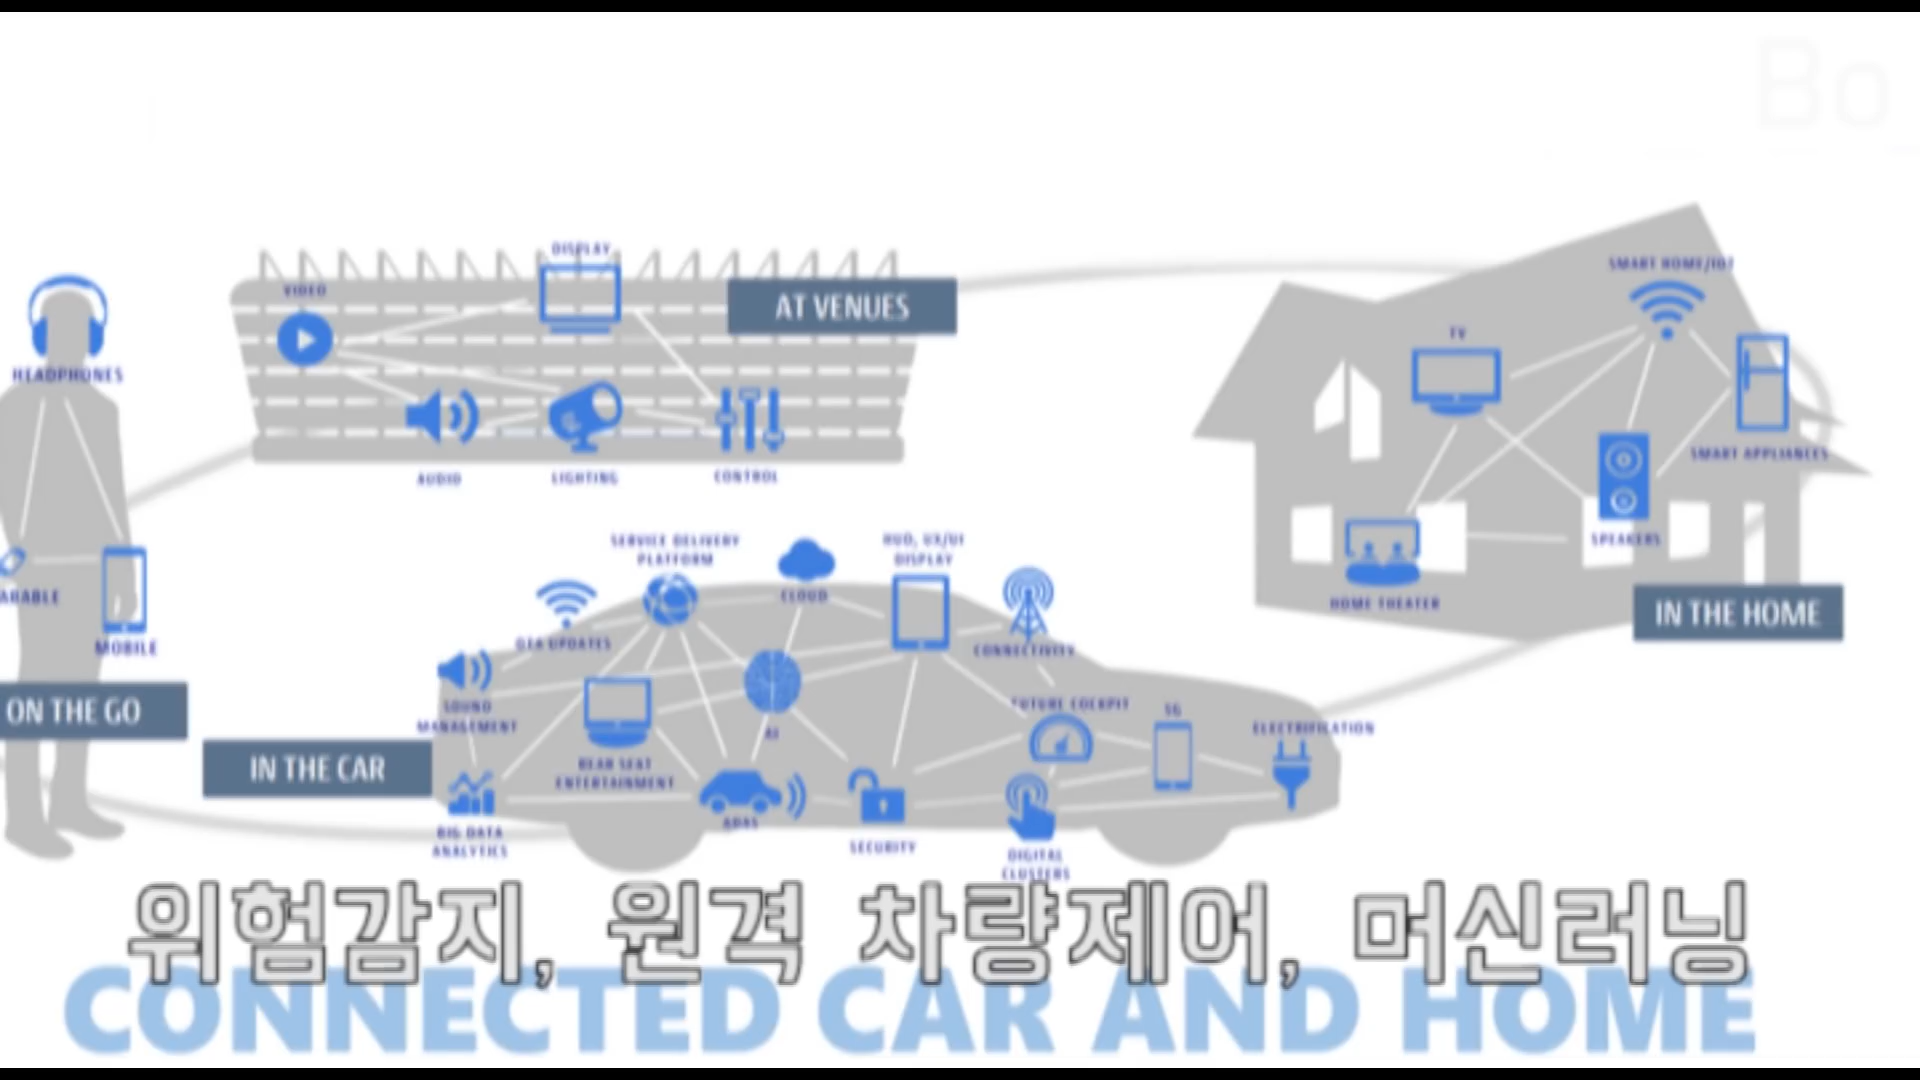 Bo
DISPLAY
VIDEO
AT VENUES
AUDIO
LIGHTING
CONTROL
HEADPHONES
MOBILE
ON THE GO
SMART HOME/IOT
TV
SMART APPLIANCES
SPEAKERS
HOME THEATER
IN THE HOME
SERVICE DELIVERY
PLATFORM
CLOUD
HUD, UX/UI
DISPLAY
OTA UPDATES
CONNECTIVITY
SOUND
MANAGEMENT
AI
FUTURE COCKPIT
5G
ELECTRIFICATION
IN THE CAR
REAR SEAT
ENTERTAINMENT
BIG DATA
ANALYTICS
ADAS
SECURITY
DIGITAL
CLUSTERS
위험감지, 원격 차량제어, 머신러닝
CONNECTED CAR AND HOME